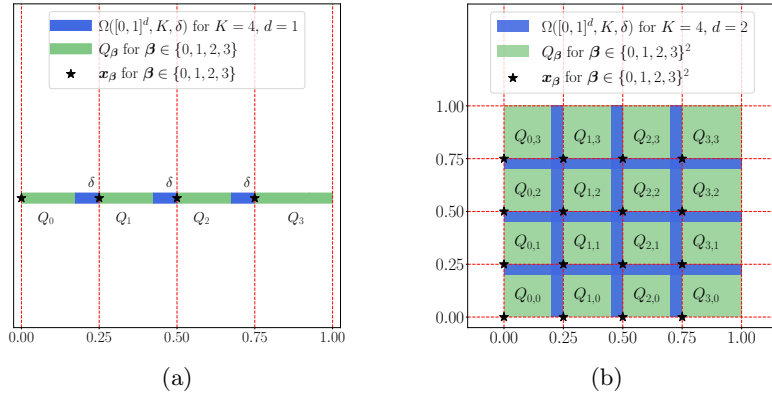 Ω([0, 1]^d, K, δ) for K = 4, d = 1
Q_β for β ∈ {0, 1, 2, 3}
x_β for β ∈ {0, 1, 2, 3}
δ δ δ
Q_0 Q_1 Q_2 Q_3
0.00 0.25 0.50 0.75 1.00
(a)
Ω([0, 1]^d, K, δ) for K = 4, d = 2
Q_β for β ∈ {0, 1, 2, 3}^2
x_β for β ∈ {0, 1, 2, 3}^2
1.00
Q_{0,3} Q_{1,3} Q_{2,3} Q_{3,3}
0.75
Q_{0,2} Q_{1,2} Q_{2,2} Q_{3,2}
0.50
Q_{0,1} Q_{1,1} Q_{2,1} Q_{3,1}
0.25
Q_{0,0} Q_{1,0} Q_{2,0} Q_{3,0}
0.00
0.00 0.25 0.50 0.75 1.00
(b)